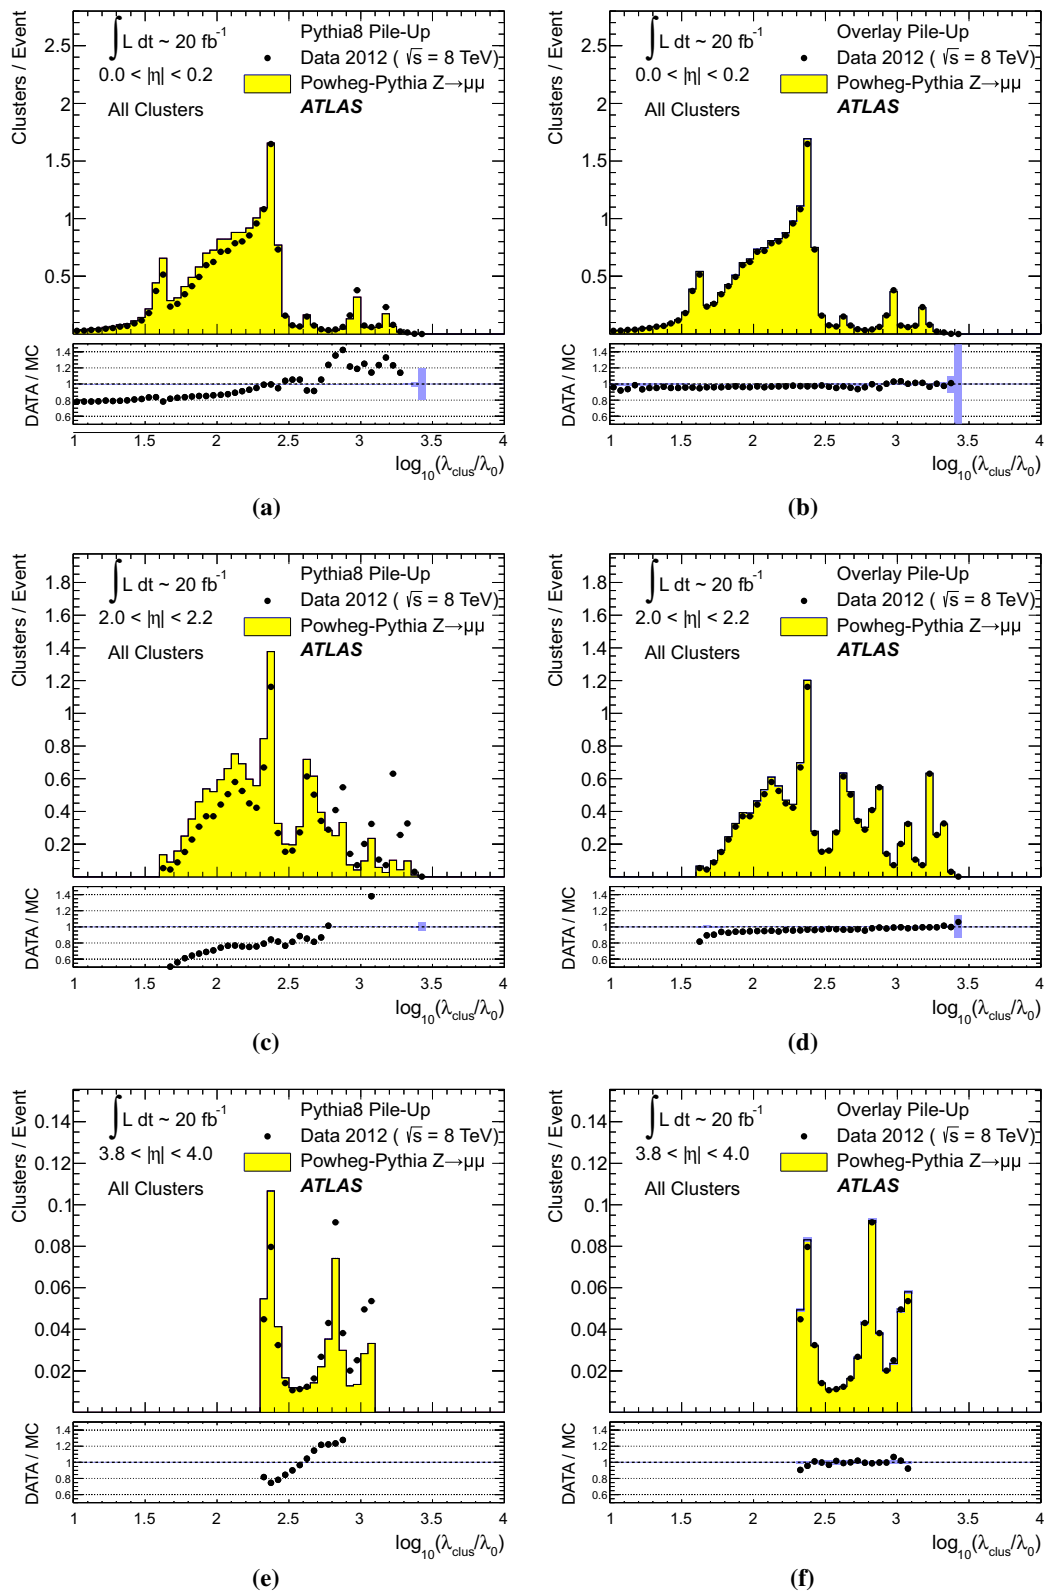 Clusters / Event
∫ L dt ~ 20 fb⁻¹
0.0 < |η| < 0.2
All Clusters
Pythia8 Pile-Up
Data 2012 ( √s = 8 TeV)
Powheg-Pythia Z→μμ
ATLAS
2.5
2
1.5
1
0.5
DATA / MC
1.4
1.2
1
0.8
0.6
1 1.5 2 2.5 3 3.5 4
log₁₀(λclus/λ₀)
(a)
Clusters / Event
∫ L dt ~ 20 fb⁻¹
0.0 < |η| < 0.2
All Clusters
Overlay Pile-Up
Data 2012 ( √s = 8 TeV)
Powheg-Pythia Z→μμ
ATLAS
2.5
2
1.5
1
0.5
DATA / MC
1.4
1.2
1
0.8
0.6
1 1.5 2 2.5 3 3.5 4
log₁₀(λclus/λ₀)
(b)
Clusters / Event
∫ L dt ~ 20 fb⁻¹
2.0 < |η| < 2.2
All Clusters
Pythia8 Pile-Up
Data 2012 ( √s = 8 TeV)
Powheg-Pythia Z→μμ
ATLAS
1.8
1.6
1.4
1.2
1
0.8
0.6
0.4
0.2
DATA / MC
1.4
1.2
1
0.8
0.6
1 1.5 2 2.5 3 3.5 4
log₁₀(λclus/λ₀)
(c)
Clusters / Event
∫ L dt ~ 20 fb⁻¹
2.0 < |η| < 2.2
All Clusters
Overlay Pile-Up
Data 2012 ( √s = 8 TeV)
Powheg-Pythia Z→μμ
ATLAS
1.8
1.6
1.4
1.2
1
0.8
0.6
0.4
0.2
DATA / MC
1.4
1.2
1
0.8
0.6
1 1.5 2 2.5 3 3.5 4
log₁₀(λclus/λ₀)
(d)
Clusters / Event
∫ L dt ~ 20 fb⁻¹
3.8 < |η| < 4.0
All Clusters
Pythia8 Pile-Up
Data 2012 ( √s = 8 TeV)
Powheg-Pythia Z→μμ
ATLAS
0.14
0.12
0.1
0.08
0.06
0.04
0.02
DATA / MC
1.4
1.2
1
0.8
0.6
1 1.5 2 2.5 3 3.5 4
log₁₀(λclus/λ₀)
(e)
Clusters / Event
∫ L dt ~ 20 fb⁻¹
3.8 < |η| < 4.0
All Clusters
Overlay Pile-Up
Data 2012 ( √s = 8 TeV)
Powheg-Pythia Z→μμ
ATLAS
0.14
0.12
0.1
0.08
0.06
0.04
0.02
DATA / MC
1.4
1.2
1
0.8
0.6
1 1.5 2 2.5 3 3.5 4
log₁₀(λclus/λ₀)
(f)